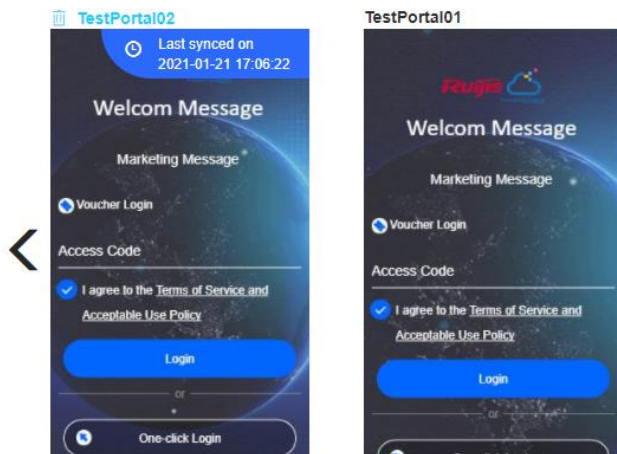 TestPortal02
Last synced on
2021-01-21 17:06:22
Welcom Message
Marketing Message
Voucher Login
Access Code
I agree to the Terms of Service and
Acceptable Use Policy
Login
or
One-click Login
TestPortal01
Ruijie
Welcom Message
Marketing Message
Voucher Login
Access Code
I agree to the Terms of Service and
Acceptable Use Policy
Login
or